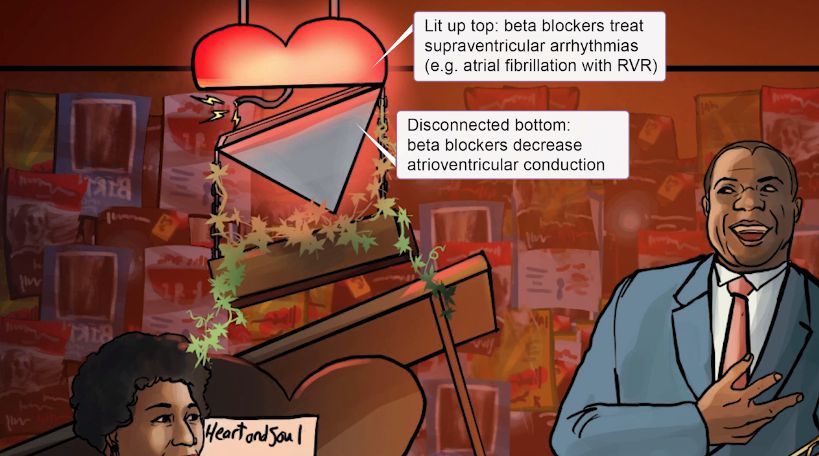 Lit up top: beta blockers treat
supraventricular arrhythmias
(e.g. atrial fibrillation with RVR)
Disconnected bottom:
beta blockers decrease
atrioventricular conduction
Heart and Soul